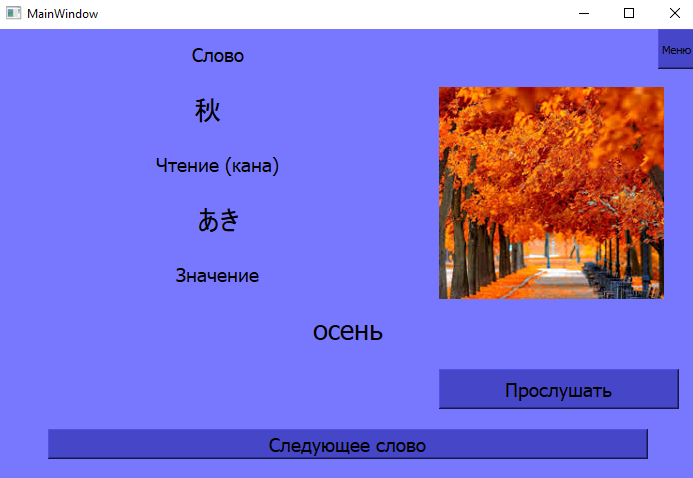 MainWindow
Меню
Слово
秋
Чтение (кана)
あき
Значение
осень
Прослушать
Следующее слово